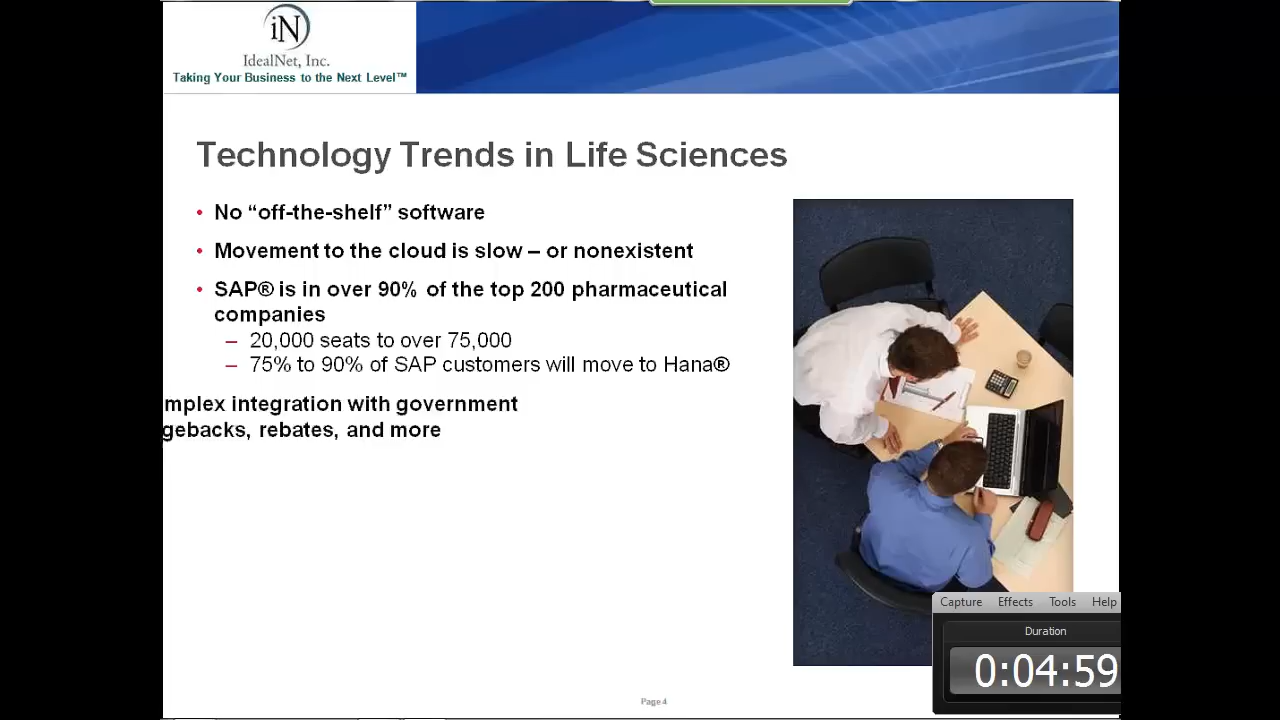 iN
IdealNet, Inc.
Taking Your Business to the Next Level™
Technology Trends in Life Sciences
• No “off-the-shelf” software
• Movement to the cloud is slow – or nonexistent
• SAP® is in over 90% of the top 200 pharmaceutical
companies
– 20,000 seats to over 75,000
– 75% to 90% of SAP customers will move to Hana®
mplex integration with government
gebacks, rebates, and more
Capture Effects Tools Help
Duration
0:04:59
Page 4